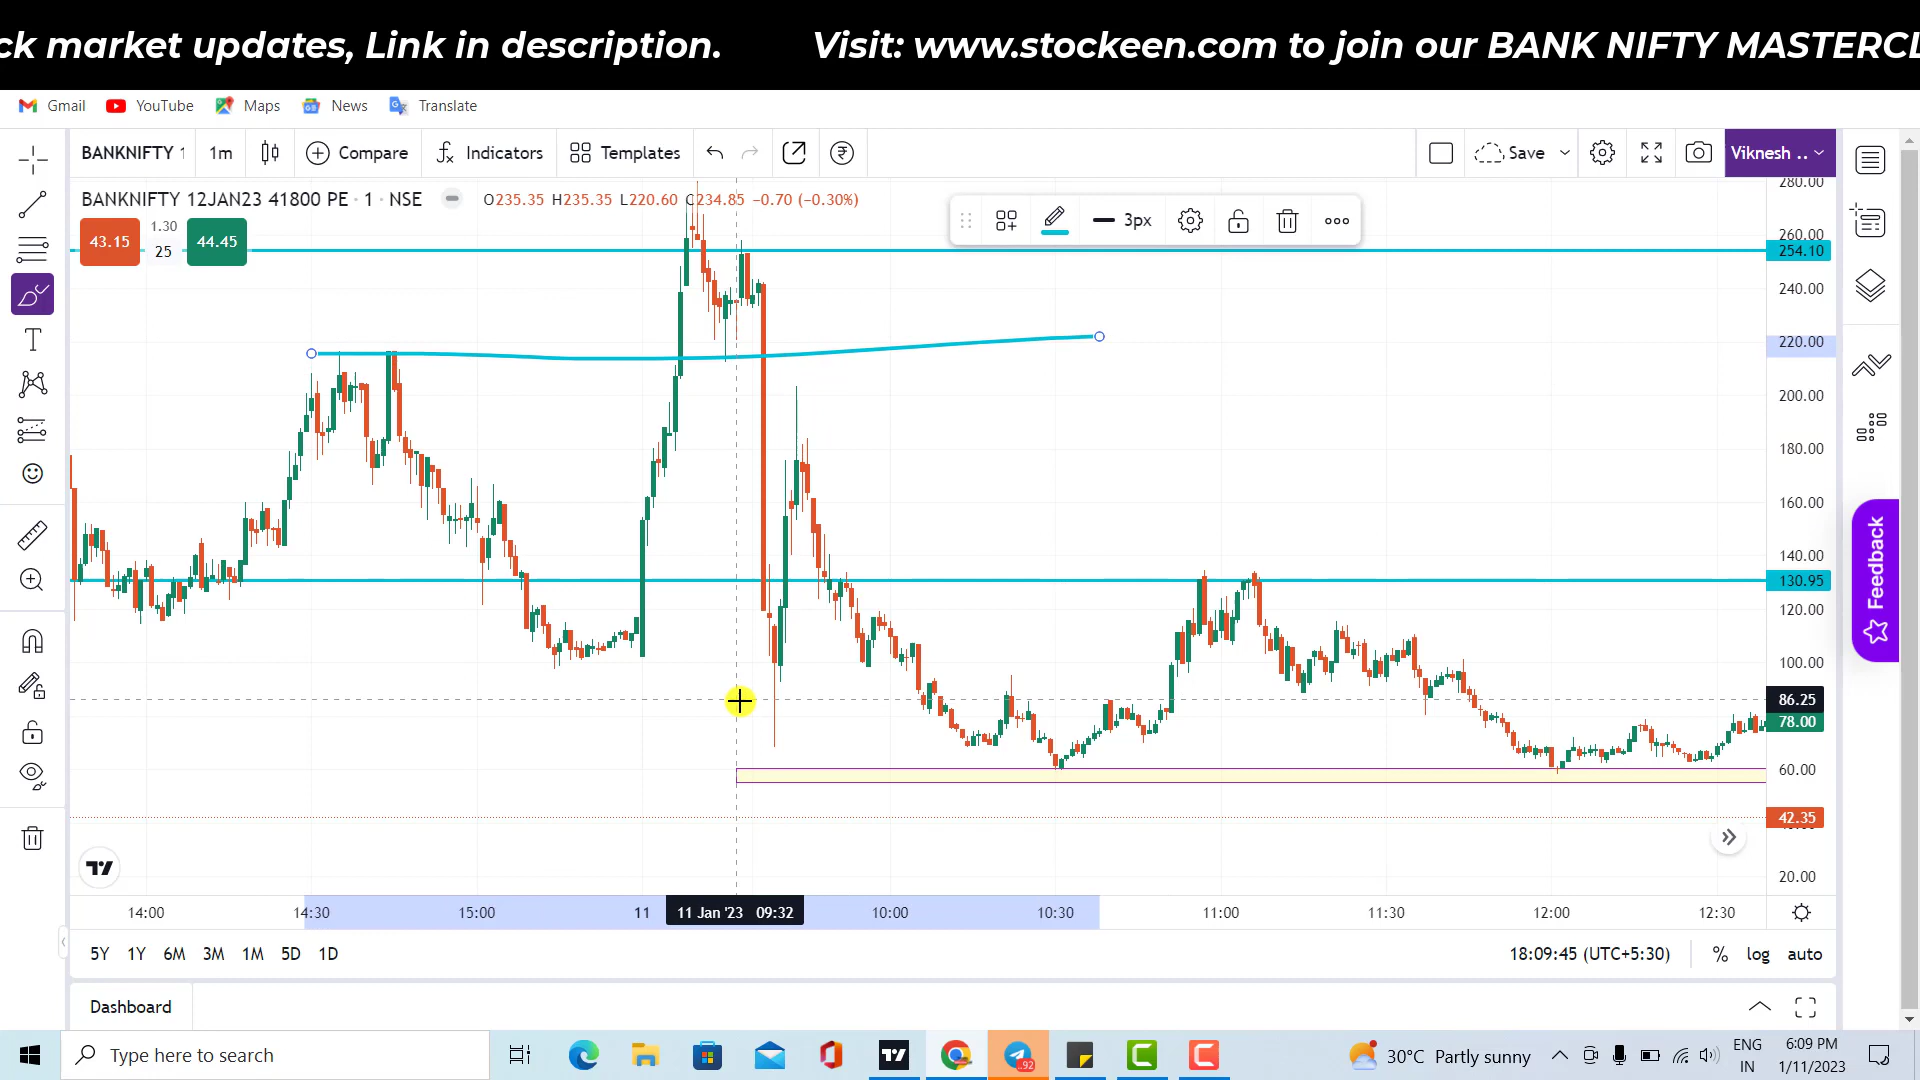 ck market updates, Link in description. Visit: www.stockeen.com to join our BANK NIFTY MASTERCL
Gmail YouTube Maps News Translate
BANKNIFTY 1 1m Compare Indicators Templates Save Viknesh ..
BANKNIFTY 12JAN23 41800 PE · 1 · NSE O235.35 H235.35 L220.60 C234.85 −0.70 (−0.30%)
43.15 1.30 25 44.45
3px
280.00
260.00
254.10
240.00
220.00
200.00
180.00
160.00
140.00
130.95
120.00
100.00
86.25
78.00
60.00
42.35
20.00
Feedback
14:00 14:30 15:00 11 11 Jan '23 09:32 10:00 10:30 11:00 11:30 12:00 12:30
5Y 1Y 6M 3M 1M 5D 1D 18:09:45 (UTC+5:30) % log auto
Dashboard
Type here to search 92 30°C Partly sunny ENG IN 6:09 PM 1/11/2023